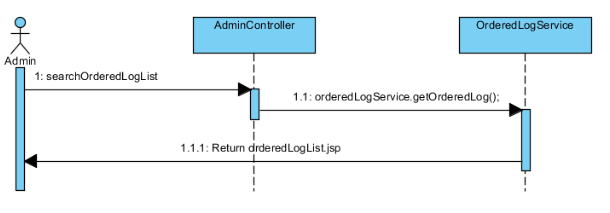 AdminController
OrderedLogService
Admin
1: searchOrderedLogList
1.1: orderedLogService.getOrderedLog();
1.1.1: Return orderedLogList.jsp